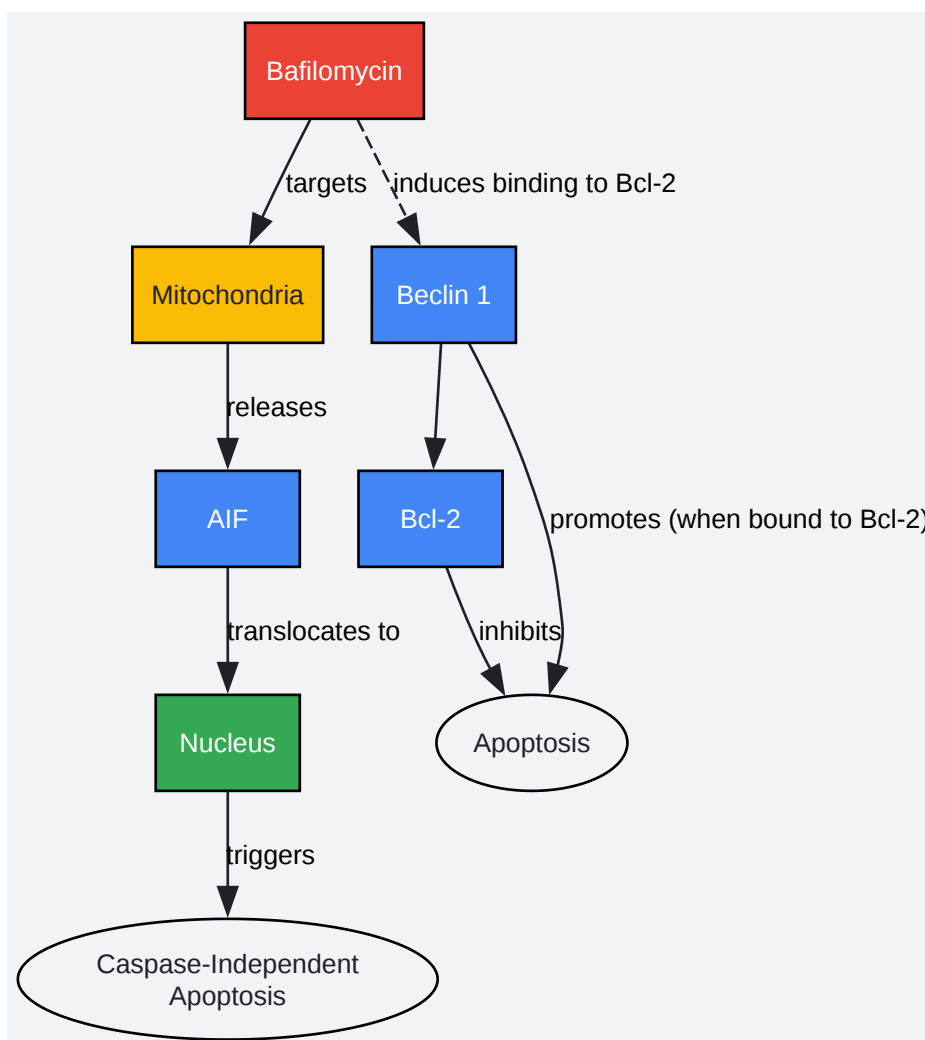 Bafilomycin
targets
induces binding to Bcl-2
Mitochondria
Beclin 1
releases
AIF
Bcl-2
promotes (when bound to Bcl-2)
translocates to
inhibits
Nucleus
Apoptosis
triggers
Caspase-Independent
Apoptosis